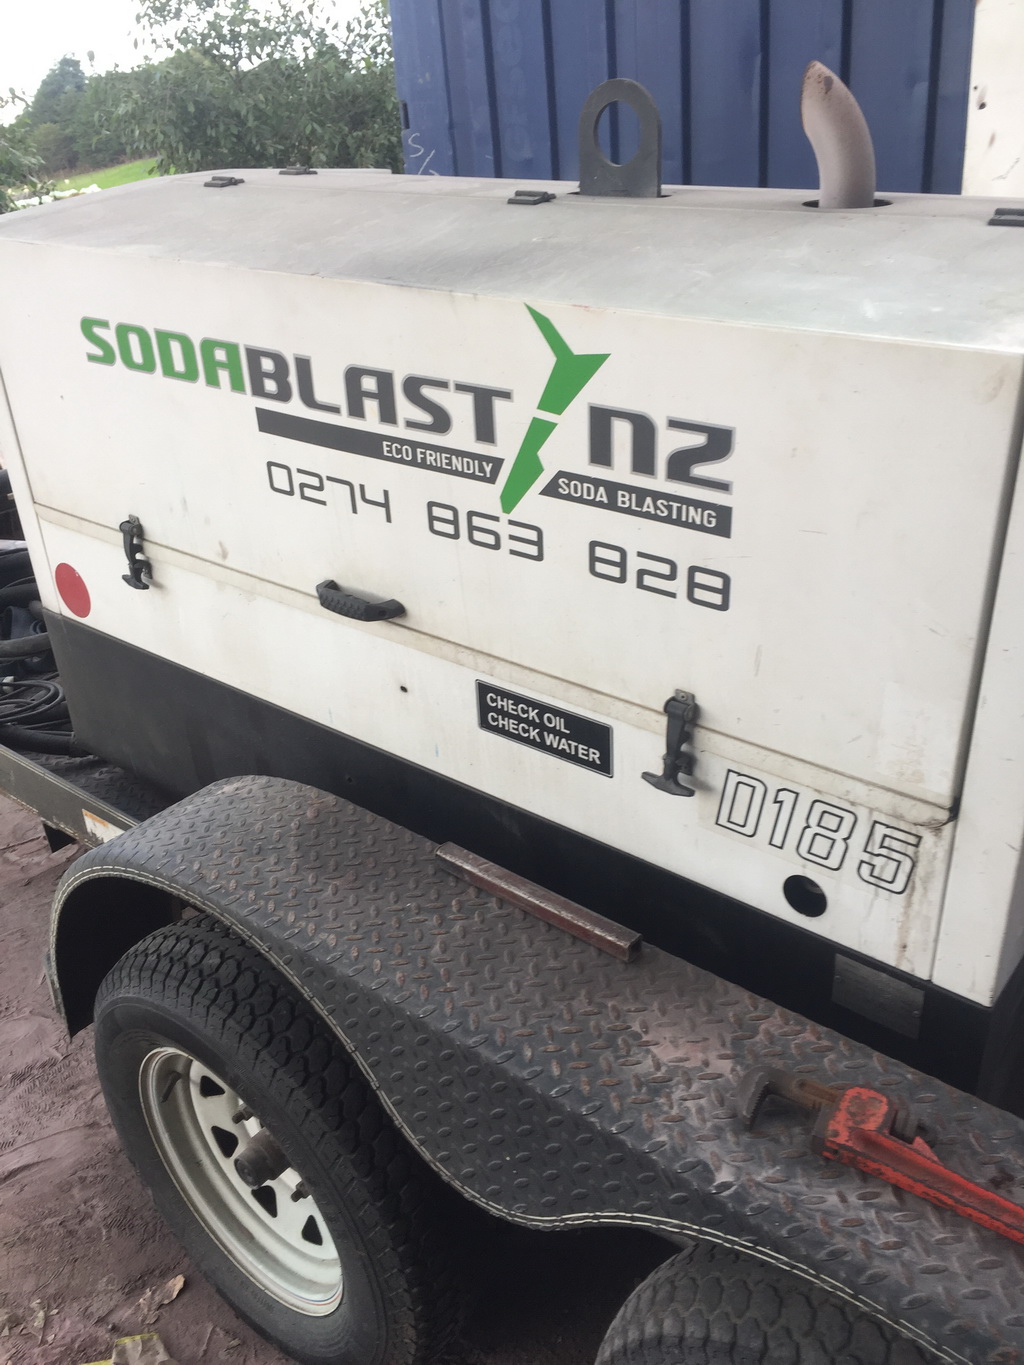 SODABLAST NZ
ECO FRIENDLY SODA BLASTING
0274 863 828
CHECK OIL
CHECK WATER
D185